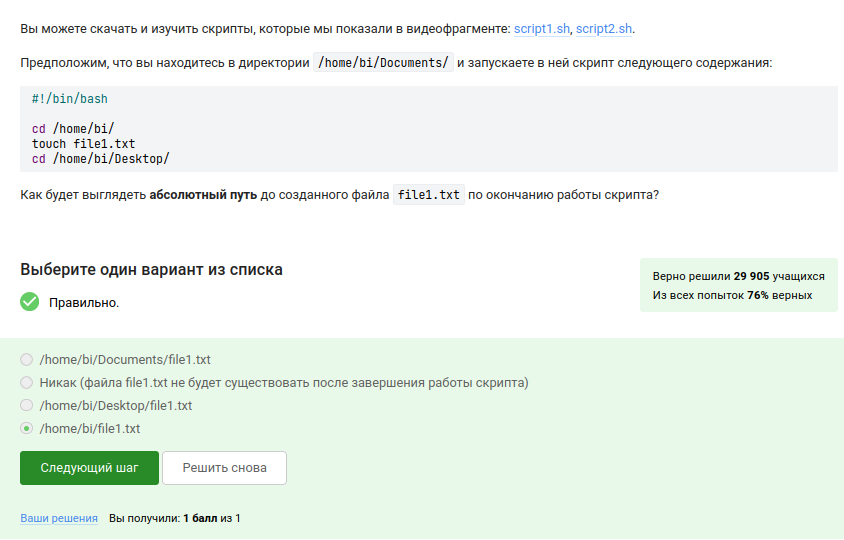 Вы можете скачать и изучить скрипты, которые мы показали в видеофрагменте: script1.sh, script2.sh.
Предположим, что вы находитесь в директории /home/bi/Documents/ и запускаете в ней скрипт следующего содержания:
#!/bin/bash
cd /home/bi/
touch file1.txt
cd /home/bi/Desktop/
Как будет выглядеть абсолютный путь до созданного файла file1.txt по окончанию работы скрипта?
Выберите один вариант из списка
Верно решили 29 905 учащихся
Из всех попыток 76% верных
Правильно.
/home/bi/Documents/file1.txt
Никак (файла file1.txt не будет существовать после завершения работы скрипта)
/home/bi/Desktop/file1.txt
/home/bi/file1.txt
Следующий шаг Решить снова
Ваши решения Вы получили: 1 балл из 1